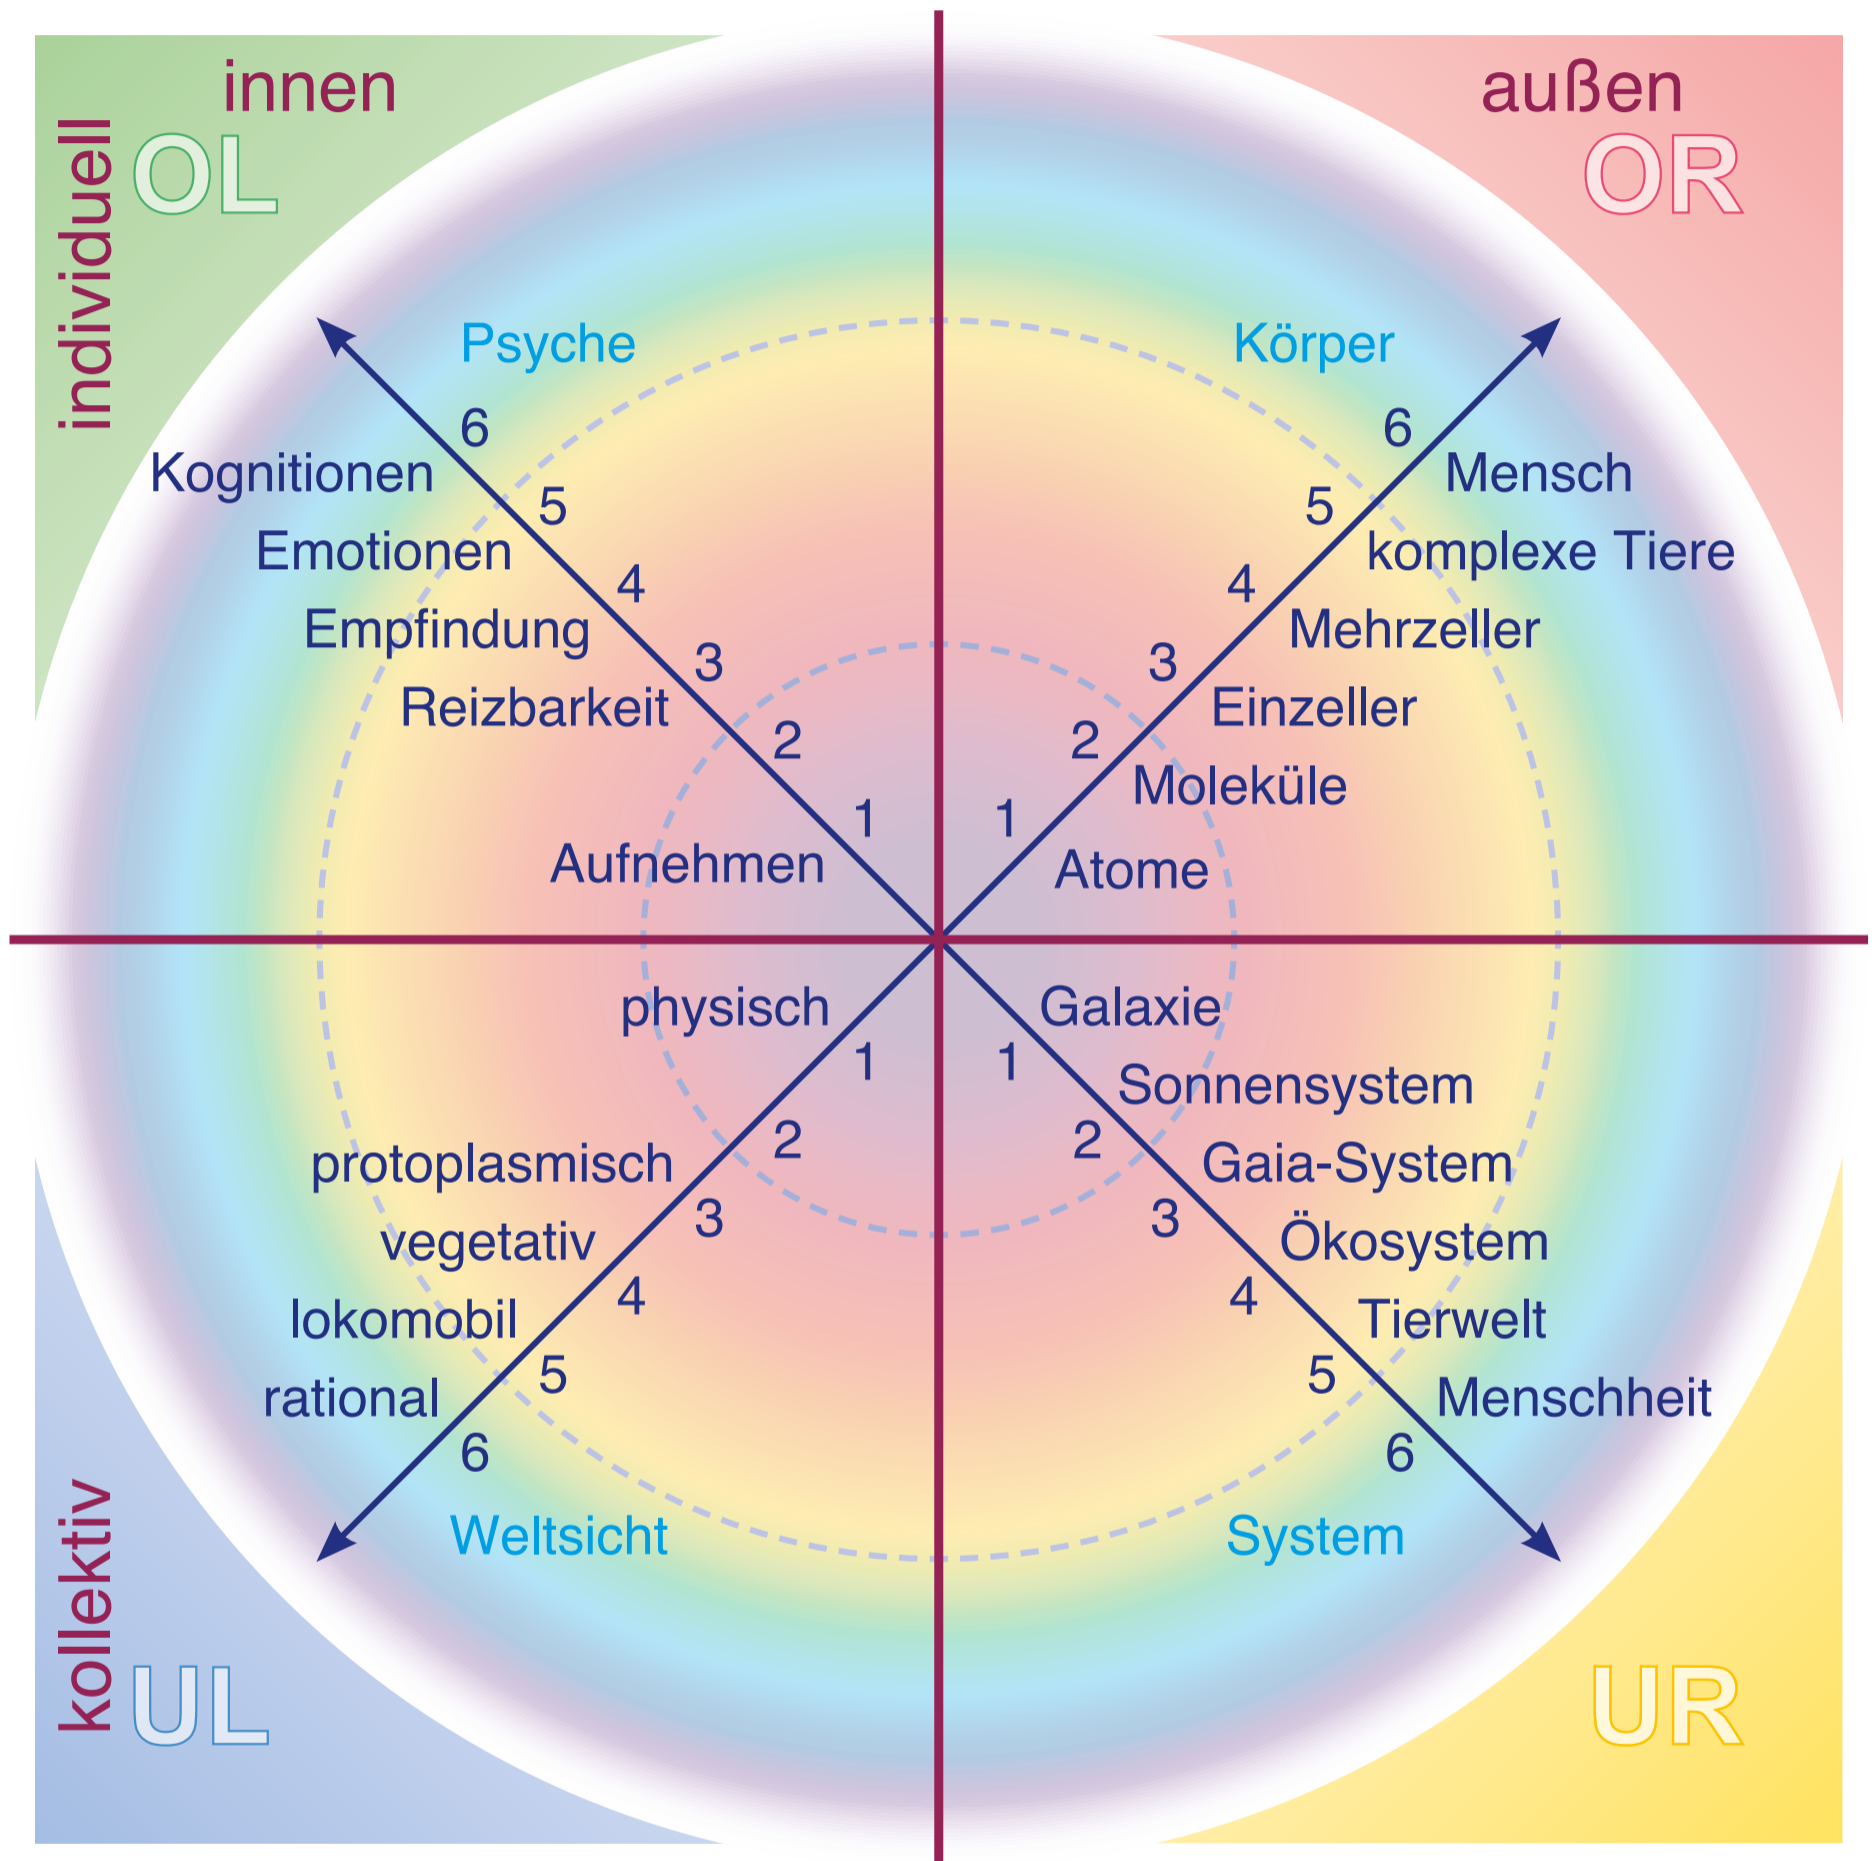 innen
außen
individuell
OL
OR
Psyche
Körper
6
6
Kognitionen
Mensch
5
5
Emotionen
komplexe Tiere
4
4
Empfindung
Mehrzeller
3
3
Reizbarkeit
Einzeller
2
2
Moleküle
1
1
Aufnehmen
Atome
physisch
Galaxie
1
1
Sonnensystem
2
2
protoplasmisch
Gaia-System
3
3
vegetativ
Ökosystem
4
4
lokomobil
Tierwelt
5
5
rational
Menschheit
6
6
Weltsicht
System
kollektiv
UL
UR